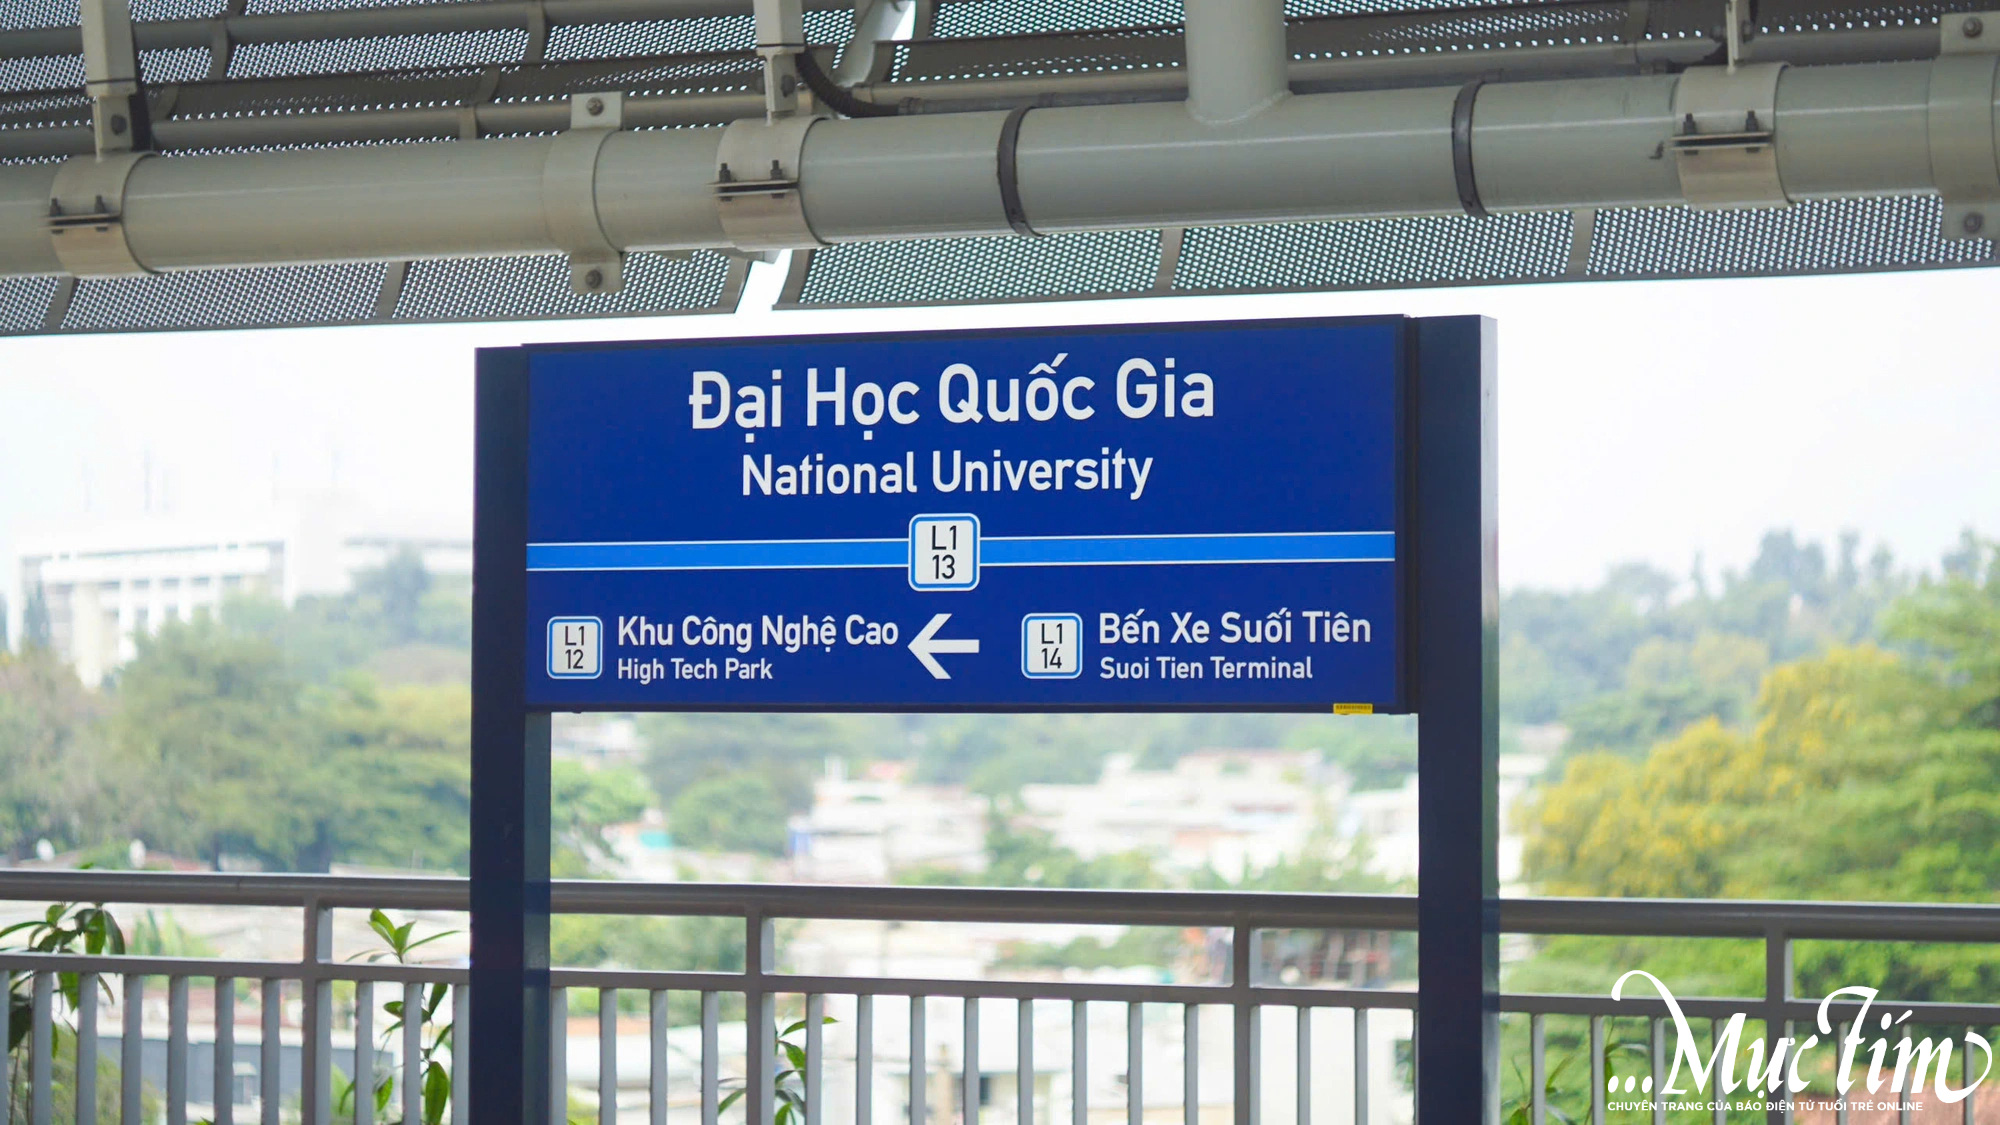 Đại Học Quốc Gia
National University
L1
13
L1
12
Khu Công Nghệ Cao
High Tech Park
L1
14
Bến Xe Suối Tiên
Suoi Tien Terminal
...Mực Tím
CHUYÊN TRANG CỦA BÁO ĐIỆN TỬ TUỔI TRẺ ONLINE